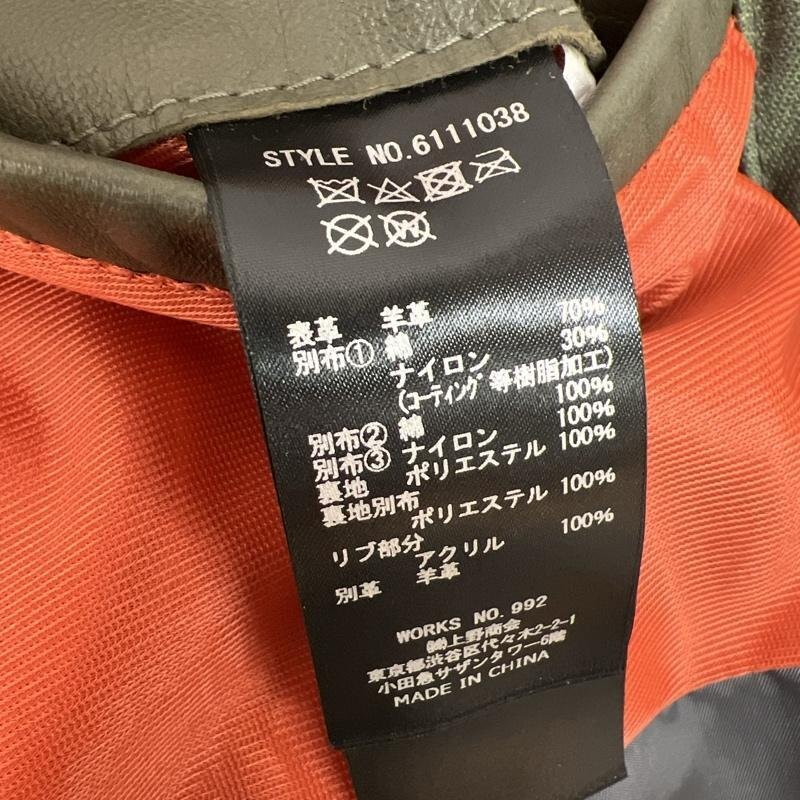 STYLE NO.6111038
表革 羊革
別布① 綿 70%
ナイロン 30%
(コーティング等樹脂加工)
別布② 綿 100%
別布③ ナイロン 100%
裏地 ポリエステル 100%
裏地別布
ポリエステル 100%
リブ部分
アクリル 100%
別革 羊革
WORKS NO. 992
㈱上野商会
東京都渋谷区代々木2-2-1
小田急サザンタワー6階
MADE IN CHINA